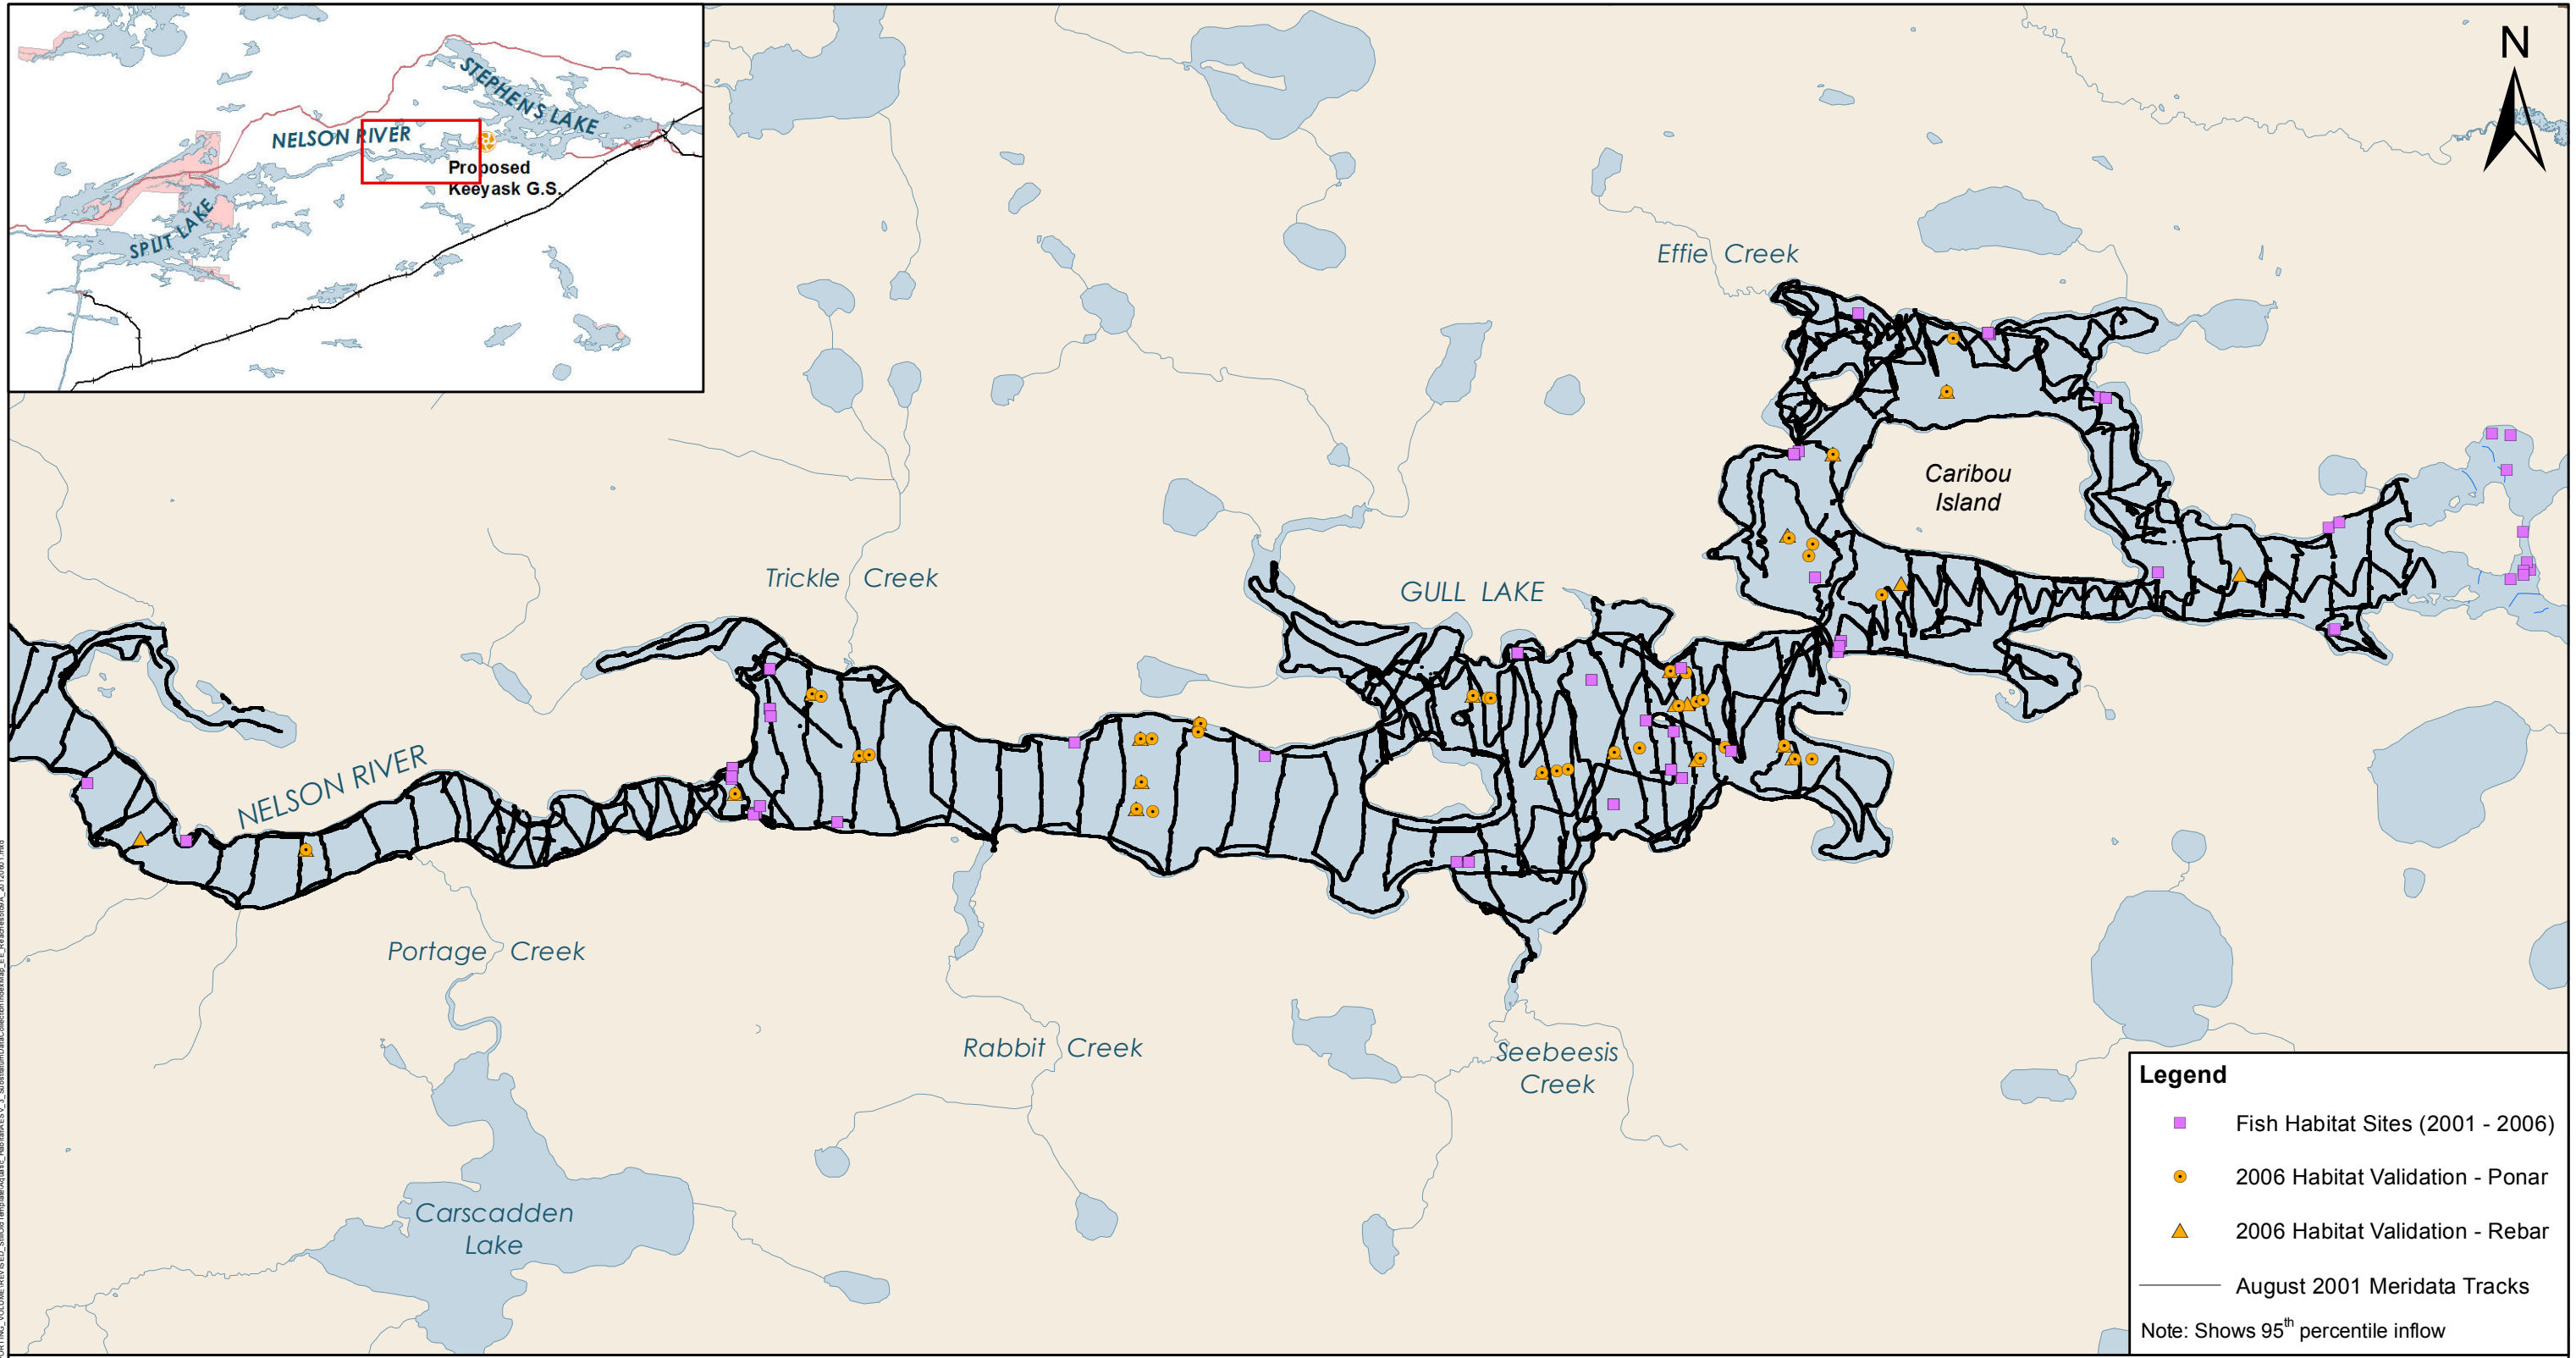 N
STEPHENS LAKE
NELSON RIVER
Proposed
Keeyask G.S.
SPLIT LAKE
Effie Creek
Caribou
Island
Trickle Creek
GULL LAKE
NELSON RIVER
Portage Creek
Rabbit Creek
Seebeesis
Creek
Carscadden
Lake
Legend
Fish Habitat Sites (2001 - 2006)
2006 Habitat Validation - Ponar
2006 Habitat Validation - Rebar
August 2001 Meridata Tracks
Note: Shows 95th percentile inflow